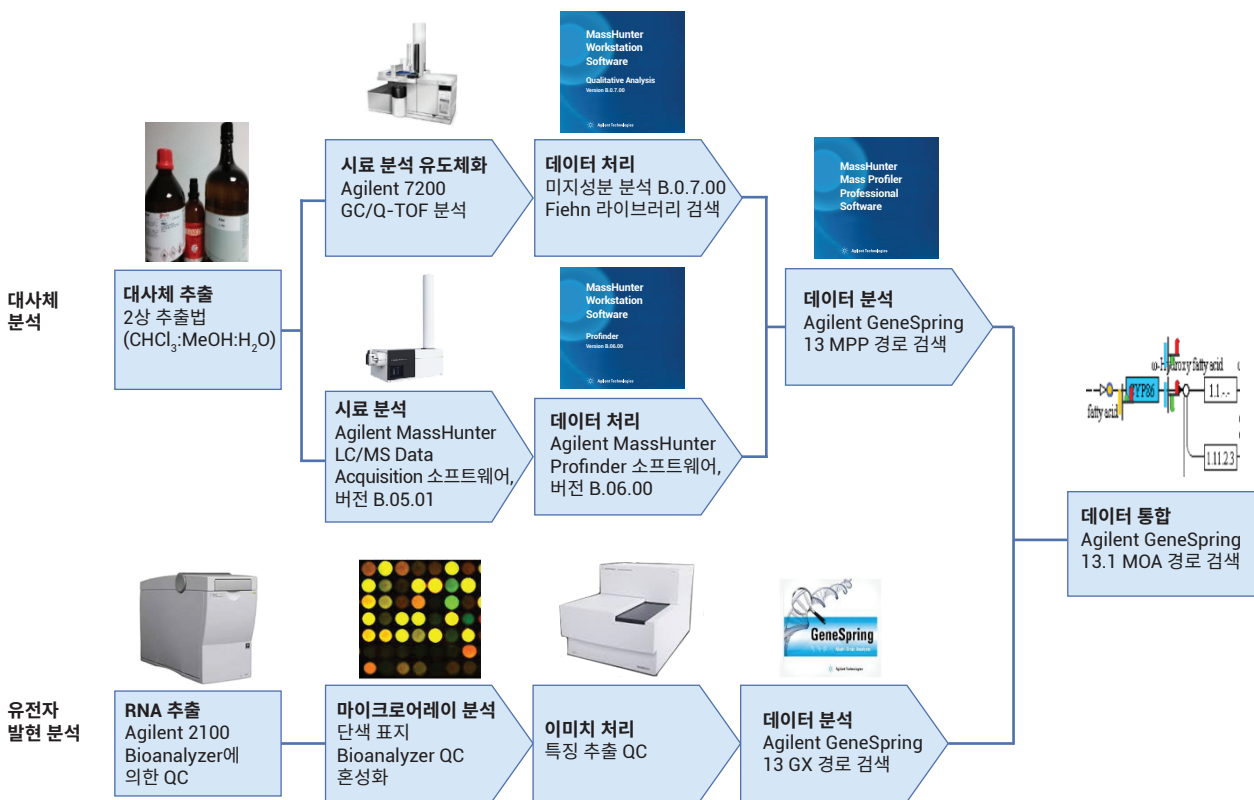 MassHunter
Workstation
Software
Qualitative Analysis
Version B.0.7.00
Agilent Technologies
시료 분석 유도체화
Agilent 7200
GC/Q-TOF 분석
데이터 처리
미지성분 분석 B.0.7.00
Fiehn 라이브러리 검색
MassHunter
Mass Profiler
Professional
Software
Agilent Technologies
대사체
분석
대사체 추출
2상 추출법
(CHCl₃:MeOH:H₂O)
MassHunter
Workstation
Software
Profinder
Version B.06.00
Agilent Technologies
시료 분석
Agilent MassHunter
LC/MS Data
Acquisition 소프트웨어,
버전 B.05.01
데이터 처리
Agilent MassHunter
Profinder 소프트웨어,
버전 B.06.00
데이터 분석
Agilent GeneSpring
13 MPP 경로 검색
ω-Hydroxy fatty acid
CYP86
1.1.-.-
fatty acid
1.11.2.3
데이터 통합
Agilent GeneSpring
13.1 MOA 경로 검색
GeneSpring
Agilent Technologies
유전자
발현 분석
RNA 추출
Agilent 2100
Bioanalyzer에
의한 QC
마이크로어레이 분석
단색 표지
Bioanalyzer QC
혼성화
이미치 처리
특징 추출 QC
데이터 분석
Agilent GeneSpring
13 GX 경로 검색